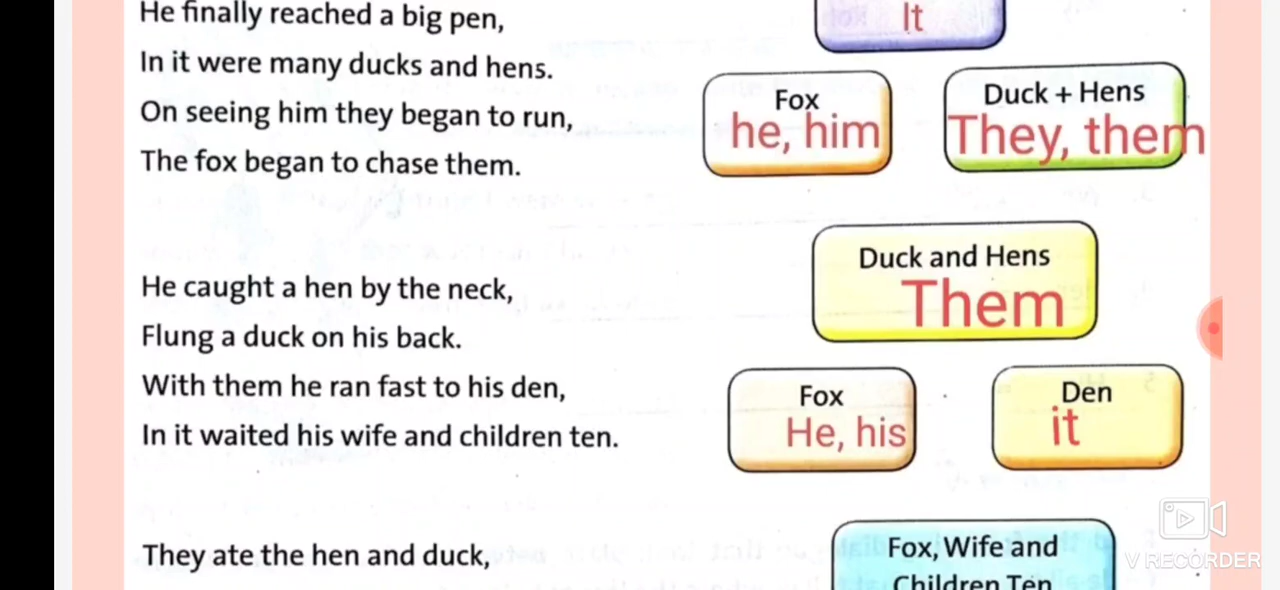 He finally reached a big pen,
It
In it were many ducks and hens.
On seeing him they began to run,
Fox
he, him
Duck + Hens
They, them
The fox began to chase them.
Duck and Hens
Them
He caught a hen by the neck,
Flung a duck on his back.
With them he ran fast to his den,
In it waited his wife and children ten.
Fox
He, his
Den
it
They ate the hen and duck,
Fox, Wife and
Children Ten
V RECORDER